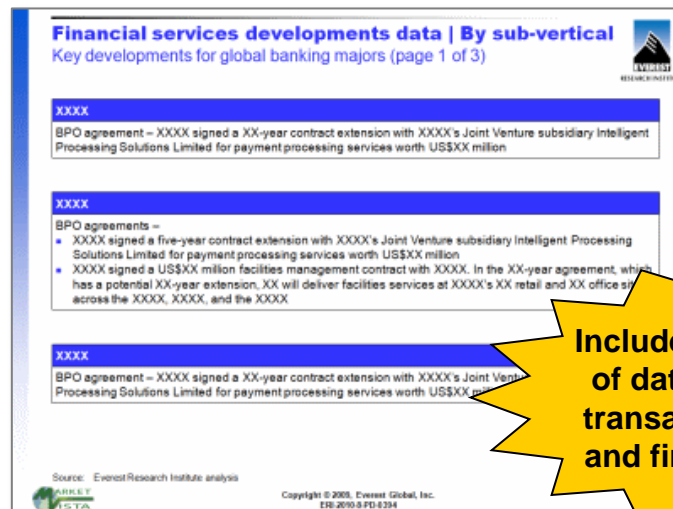 Financial services developments data | By sub-vertical
Key developments for global banking majors (page 1 of 3)
EVEREST
XXXX
BPO agreement – XXXX signed a XX-year contract extension with XXXX's Joint Venture subsidiary Intelligent
Processing Solutions Limited for payment processing services worth US$XX million
XXXX
BPO agreements –
XXXX signed a five-year contract extension with XXXX's Joint Venture subsidiary Intelligent Processing
Solutions Limited for payment processing services worth US$XX million
XXXX signed a US$XX million facilities management contract with XXXX. In the XX-year agreement, which
has a potential XX-year extension, XX will deliver facilities services at XXXX's XX retail and XX office
across the XXXX, XXXX, and the XXXX
XXXX
BPO agreement – XXXX signed a XX-year contract extension with XXXX's Joint
Processing Solutions Limited for payment processing services worth US$XX
Include
of dat
transa
and fi
Source: Everest Research Institute analysis
MARKET
VISTA
Copyright © 2009, Everest Global, Inc.
ERI-2010-8-PD-0394